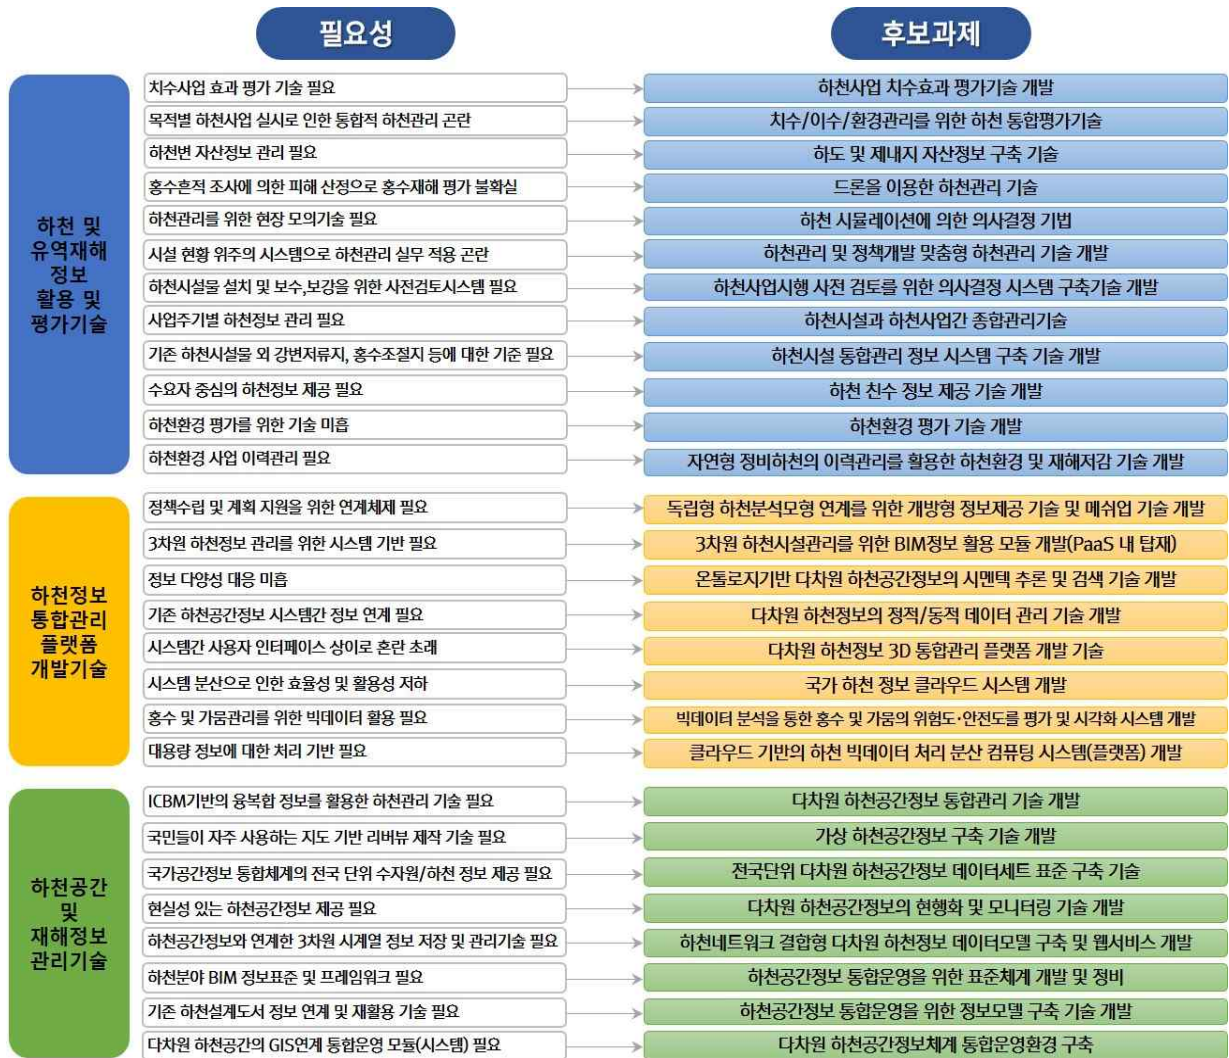 필요성
후보과제
하천 및
유역재해
정보
활용 및
평가기술
치수사업 효과 평가 기술 필요
하천사업 치수효과 평가기술 개발
목적별 하천사업 실시로 인한 통합적 하천관리 곤란
치수/이수/환경관리를 위한 하천 통합평가기술
하천변 자산정보 관리 필요
하도 및 제내지 자산정보 구축 기술
홍수흔적 조사에 의한 피해 산정으로 홍수재해 평가 불확실
드론을 이용한 하천관리 기술
하천관리를 위한 현장 모의기술 필요
하천 시뮬레이션에 의한 의사결정 기법
시설 현황 위주의 시스템으로 하천관리 실무 적용 곤란
하천관리 및 정책개발 맞춤형 하천관리 기술 개발
하천시설물 설치 및 보수,보강을 위한 사전검토시스템 필요
하천사업시행 사전 검토를 위한 의사결정 시스템 구축기술 개발
사업주기별 하천정보 관리 필요
하천시설과 하천사업간 종합관리기술
기존 하천시설물 외 강변저류지, 홍수조절지 등에 대한 기준 필요
하천시설 통합관리 정보 시스템 구축 기술 개발
수요자 중심의 하천정보 제공 필요
하천 친수 정보 제공 기술 개발
하천환경 평가를 위한 기술 미흡
하천환경 평가 기술 개발
하천환경 사업 이력관리 필요
자연형 정비하천의 이력관리를 활용한 하천환경 및 재해저감 기술 개발
하천정보
통합관리
플랫폼
개발기술
정책수립 및 계획 지원을 위한 연계체제 필요
독립형 하천분석모형 연계를 위한 개방형 정보제공 기술 및 매쉬업 기술 개발
3차원 하천정보 관리를 위한 시스템 기반 필요
3차원 하천시설관리를 위한 BIM정보 활용 모듈 개발(PaaS 내 탑재)
정보 다양성 대응 미흡
온톨로지기반 다차원 하천공간정보의 시멘텍 추론 및 검색 기술 개발
기존 하천공간정보 시스템간 정보 연계 필요
다차원 하천정보의 정적/동적 데이터 관리 기술 개발
시스템간 사용자 인터페이스 상이로 혼란 초래
다차원 하천정보 3D 통합관리 플랫폼 개발 기술
시스템 분산으로 인한 효율성 및 활용성 저하
국가 하천 정보 클라우드 시스템 개발
홍수 및 가뭄관리를 위한 빅데이터 활용 필요
빅데이터 분석을 통한 홍수 및 가뭄의 위험도·안전도를 평가 및 시각화 시스템 개발
대용량 정보에 대한 처리 기반 필요
클라우드 기반의 하천 빅데이터 처리 분산 컴퓨팅 시스템(플랫폼) 개발
하천공간
및
재해정보
관리기술
ICBM기반의 융복합 정보를 활용한 하천관리 기술 필요
다차원 하천공간정보 통합관리 기술 개발
국민들이 자주 사용하는 지도 기반 리버뷰 제작 기술 필요
가상 하천공간정보 구축 기술 개발
국가공간정보 통합체계의 전국 단위 수자원/하천 정보 제공 필요
전국단위 다차원 하천공간정보 데이터세트 표준 구축 기술
현실성 있는 하천공간정보 제공 필요
다차원 하천공간정보의 현행화 및 모니터링 기술 개발
하천공간정보와 연계한 3차원 시계열 정보 저장 및 관리기술 필요
하천네트워크 결합형 다차원 하천정보 데이터모델 구축 및 웹서비스 개발
하천분야 BIM 정보표준 및 프레임워크 필요
하천공간정보 통합운영을 위한 표준체계 개발 및 정비
기존 하천설계도서 정보 연계 및 재활용 기술 필요
하천공간정보 통합운영을 위한 정보모델 구축 기술 개발
다차원 하천공간의 GIS연계 통합운영 모듈(시스템) 필요
다차원 하천공간정보체계 통합운영환경 구축